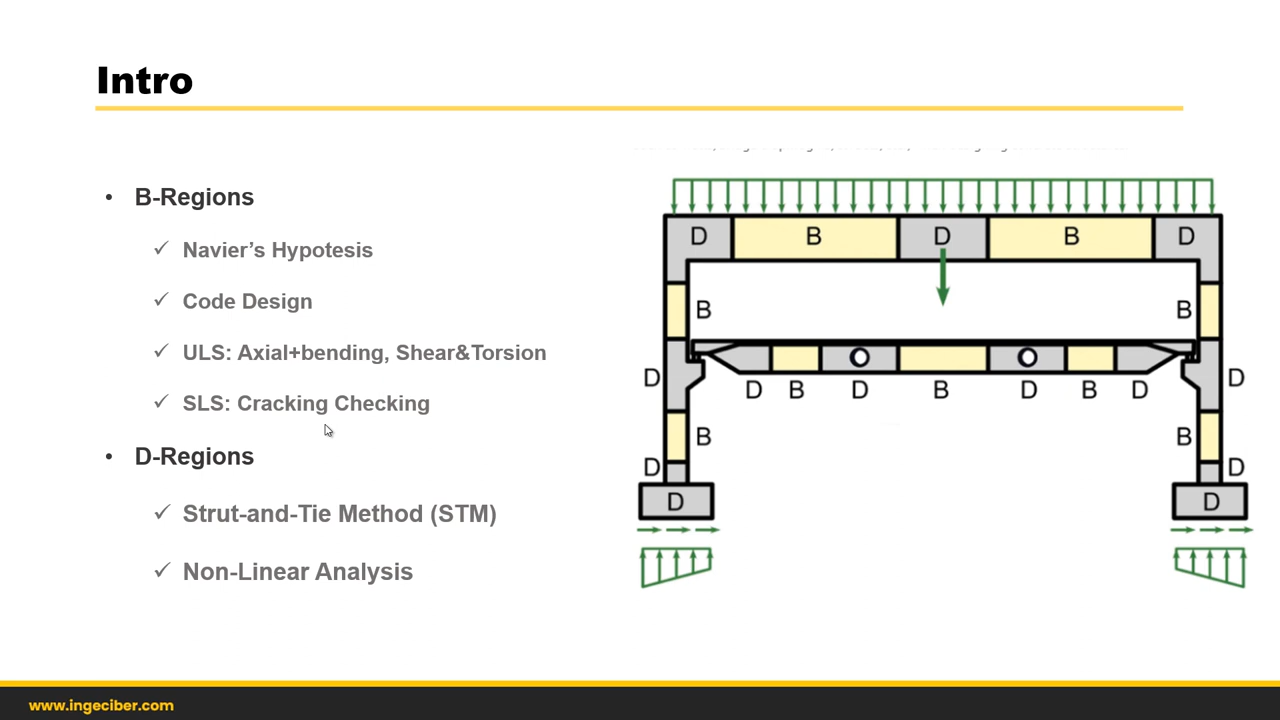 Intro
• B-Regions
✓ Navier's Hypotesis
✓ Code Design
✓ ULS: Axial+bending, Shear&Torsion
✓ SLS: Cracking Checking
• D-Regions
✓ Strut-and-Tie Method (STM)
✓ Non-Linear Analysis
D B D B D
B B
D B D B D B D
D D
B B
D D
D D
www.ingeciber.com